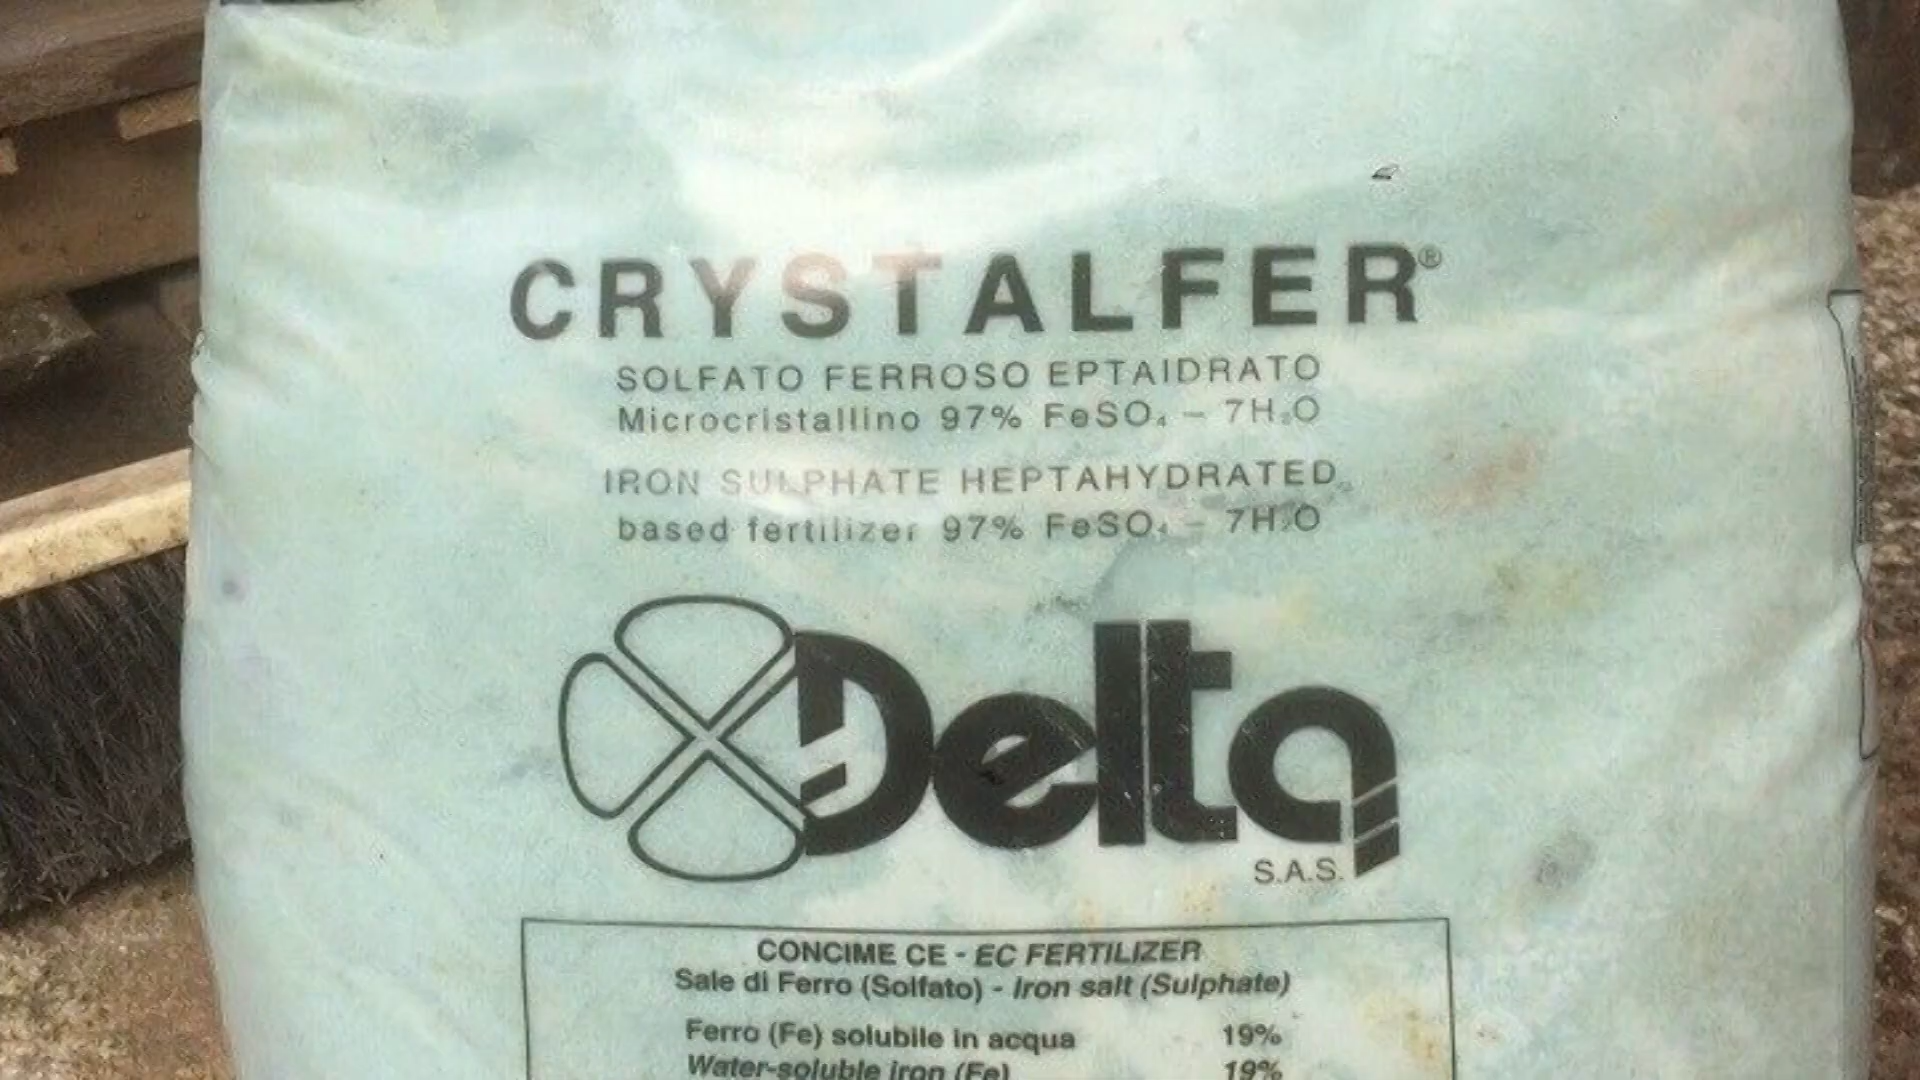 CRYSTALFER®
SOLFATO FERROSO EPTAIDRATO
Microcristallino 97% FeSO₄ – 7H₂O
IRON SULPHATE HEPTAHYDRATED
based fertilizer 97% FeSO₄ – 7H₂O
Delta
S.A.S.
CONCIME CE - EC FERTILIZER
Sale di Ferro (Solfato) - Iron salt (Sulphate)
Ferro (Fe) solubile in acqua 19%
Water-soluble iron (Fe) 19%